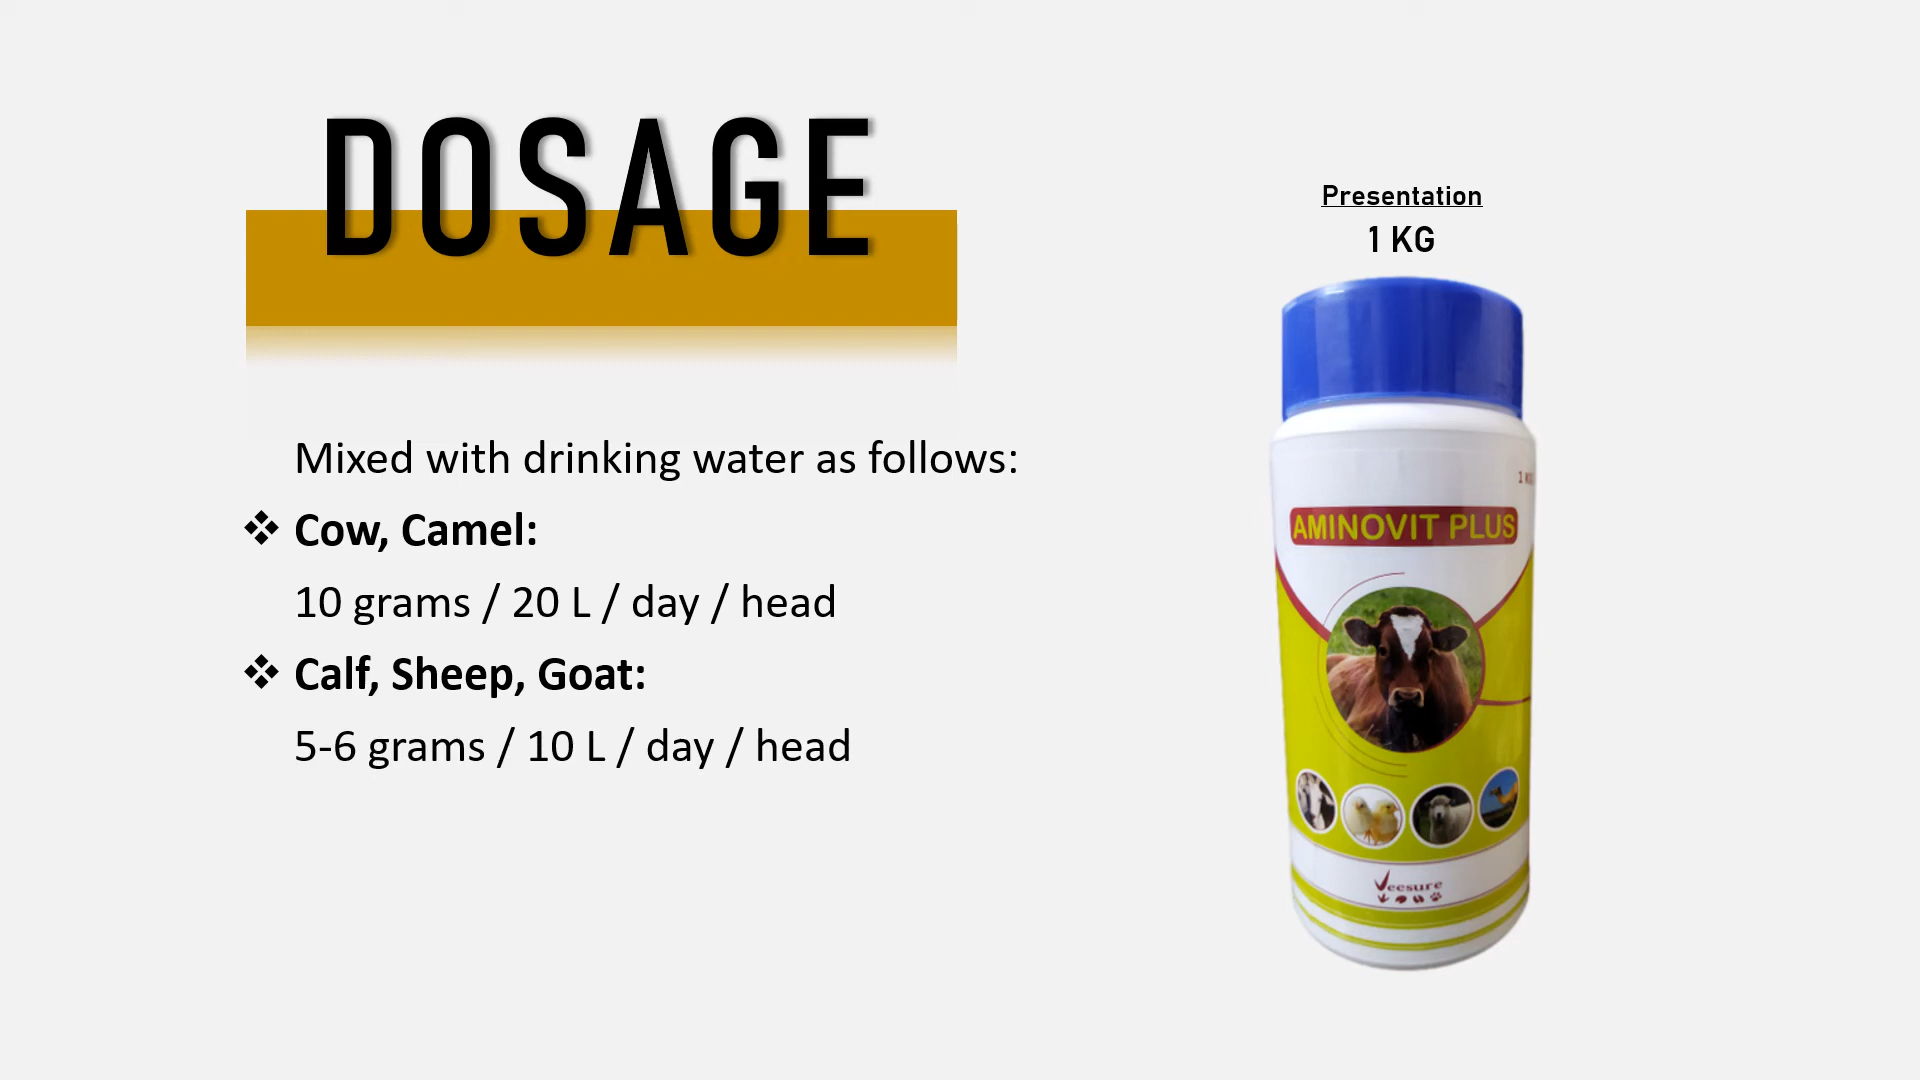 DOSAGE
Mixed with drinking water as follows:
❖ Cow, Camel:
10 grams / 20 L / day / head
❖ Calf, Sheep, Goat:
5-6 grams / 10 L / day / head
Presentation
1 KG
AMINOVIT PLUS
Veesure